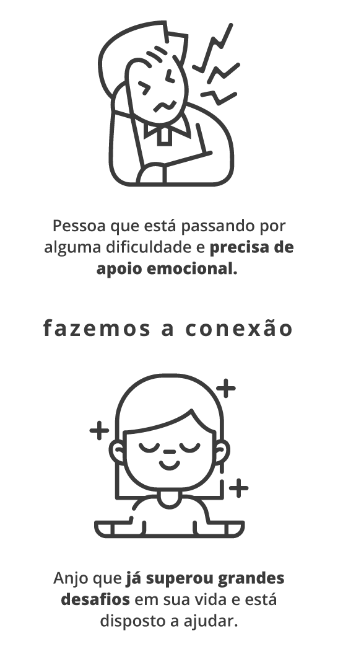 Pessoa que está passando por
alguma dificuldade e precisa de
apoio emocional.
fazemos a conexão
Anjo que já superou grandes
desafios em sua vida e está
disposto a ajudar.